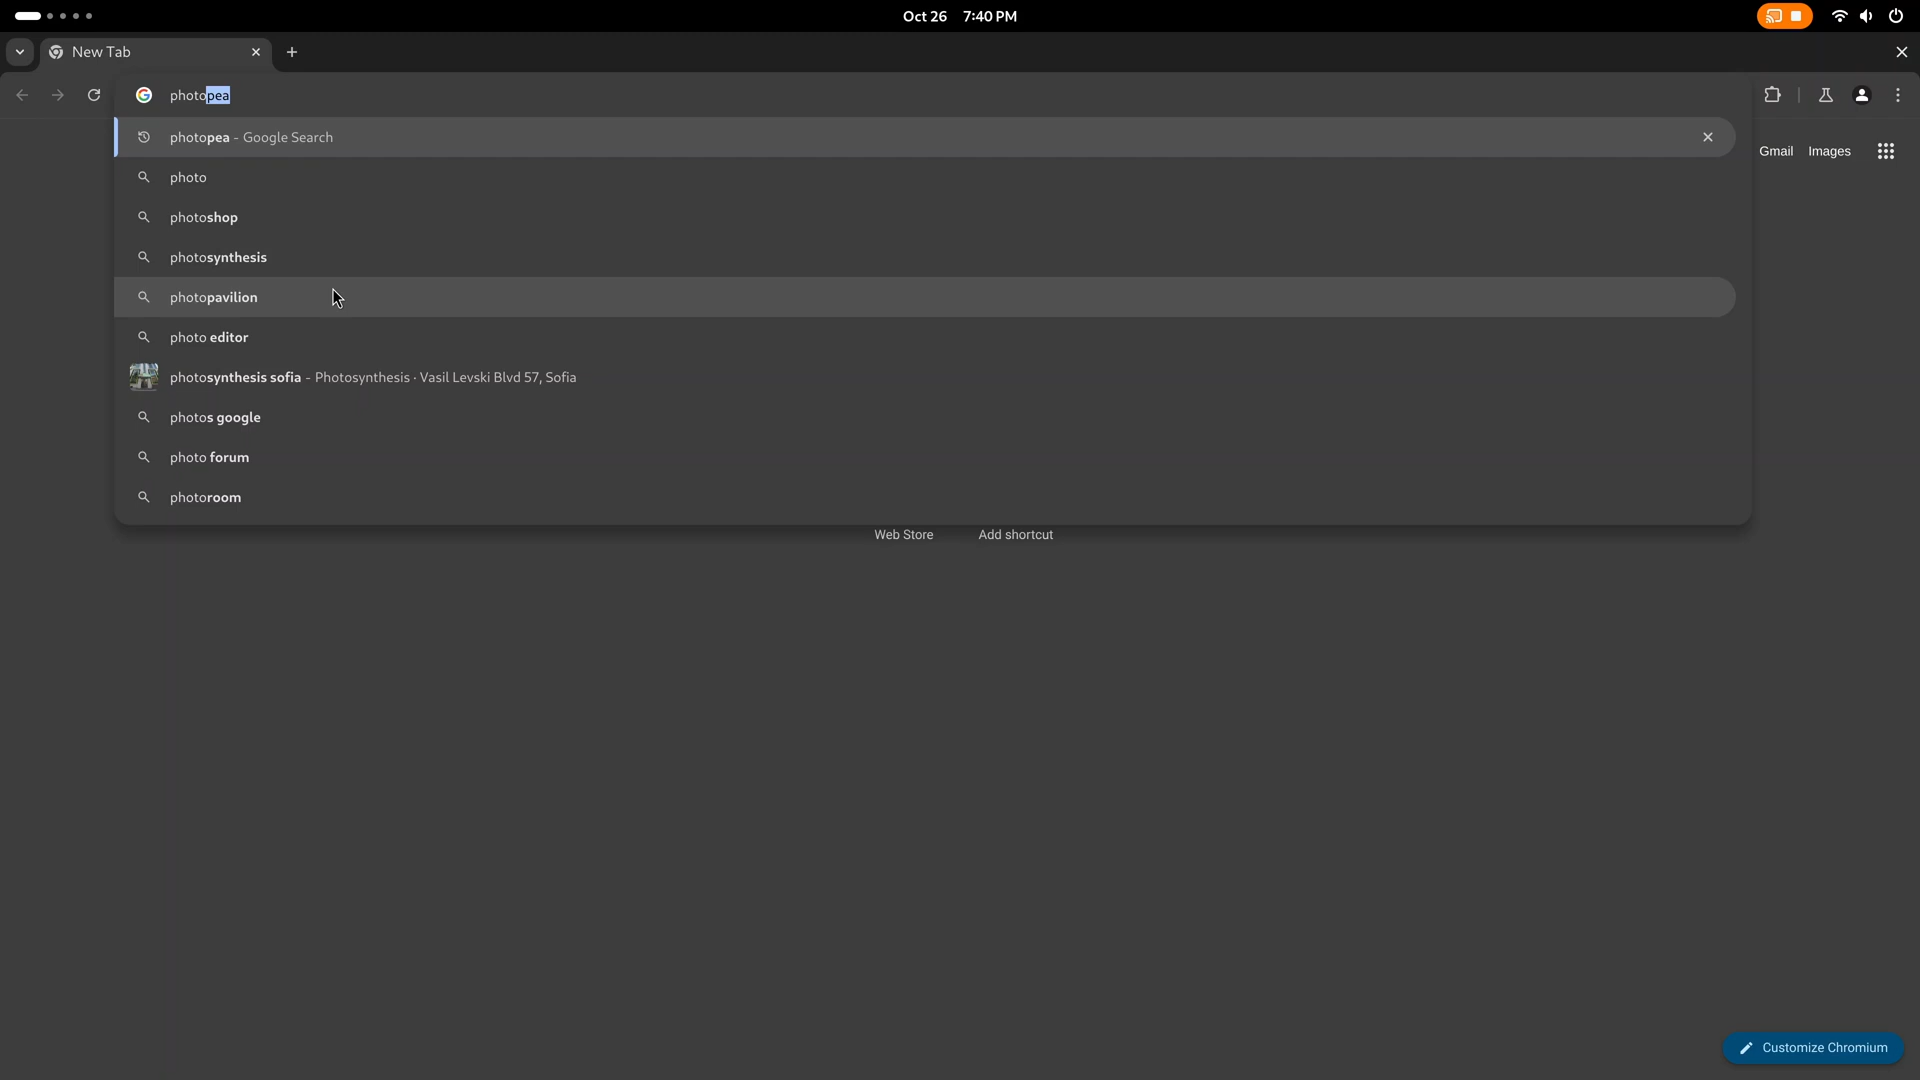 Oct 26 7:40 PM
New Tab
photopea
photopea - Google Search
Gmail Images
photo
photoshop
photosynthesis
photopavilion
photo editor
photosynthesis sofia - Photosynthesis · Vasil Levski Blvd 57, Sofia
photos google
photo forum
photoroom
Web Store Add shortcut
Customize Chromium